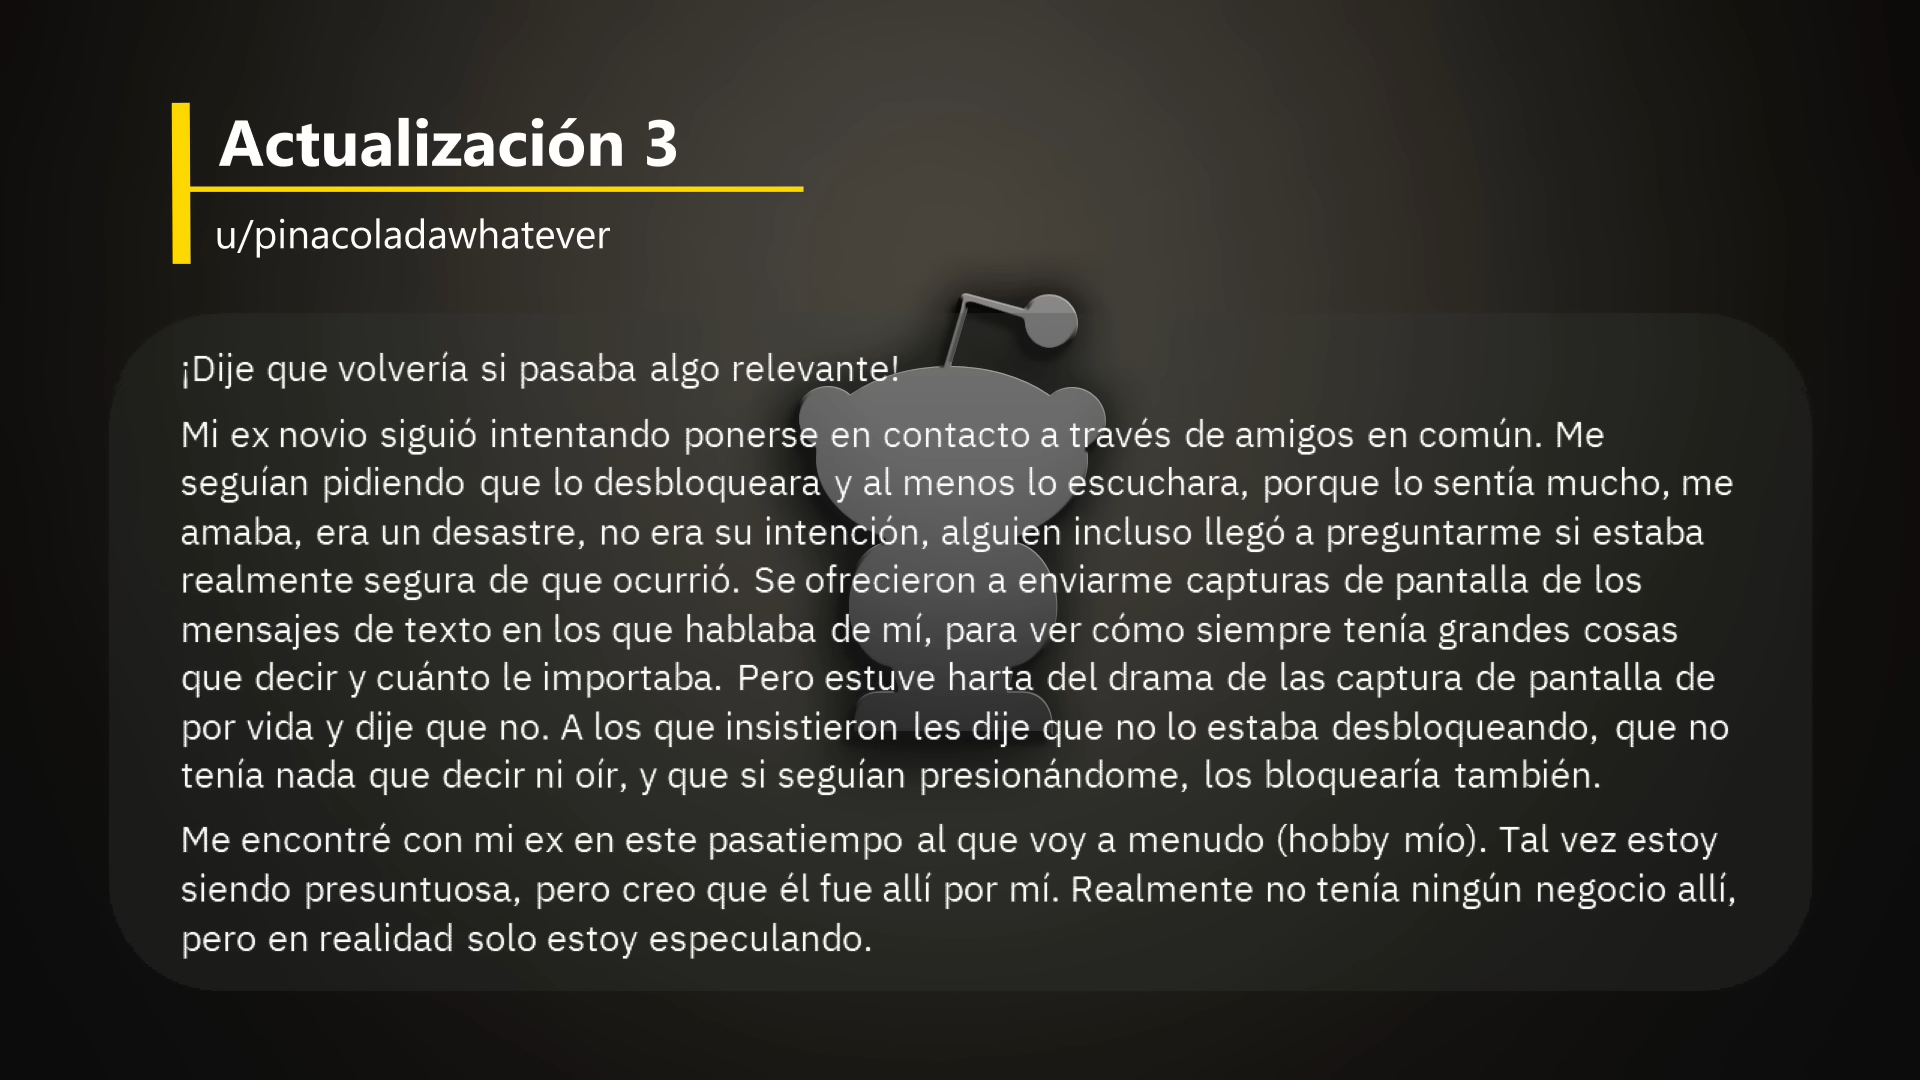 Actualización 3
u/pinacoladawhatever
¡Dije que volvería si pasaba algo relevante!
Mi ex novio siguió intentando ponerse en contacto a través de amigos en común. Me
seguían pidiendo que lo desbloqueara y al menos lo escuchara, porque lo sentía mucho, me
amaba, era un desastre, no era su intención, alguien incluso llegó a preguntarme si estaba
realmente segura de que ocurrió. Se ofrecieron a enviarme capturas de pantalla de los
mensajes de texto en los que hablaba de mí, para ver cómo siempre tenía grandes cosas
que decir y cuánto le importaba. Pero estuve harta del drama de las captura de pantalla de
por vida y dije que no. A los que insistieron les dije que no lo estaba desbloqueando, que no
tenía nada que decir ni oír, y que si seguían presionándome, los bloquearía también.
Me encontré con mi ex en este pasatiempo al que voy a menudo (hobby mío). Tal vez estoy
siendo presuntuosa, pero creo que él fue allí por mí. Realmente no tenía ningún negocio allí,
pero en realidad solo estoy especulando.